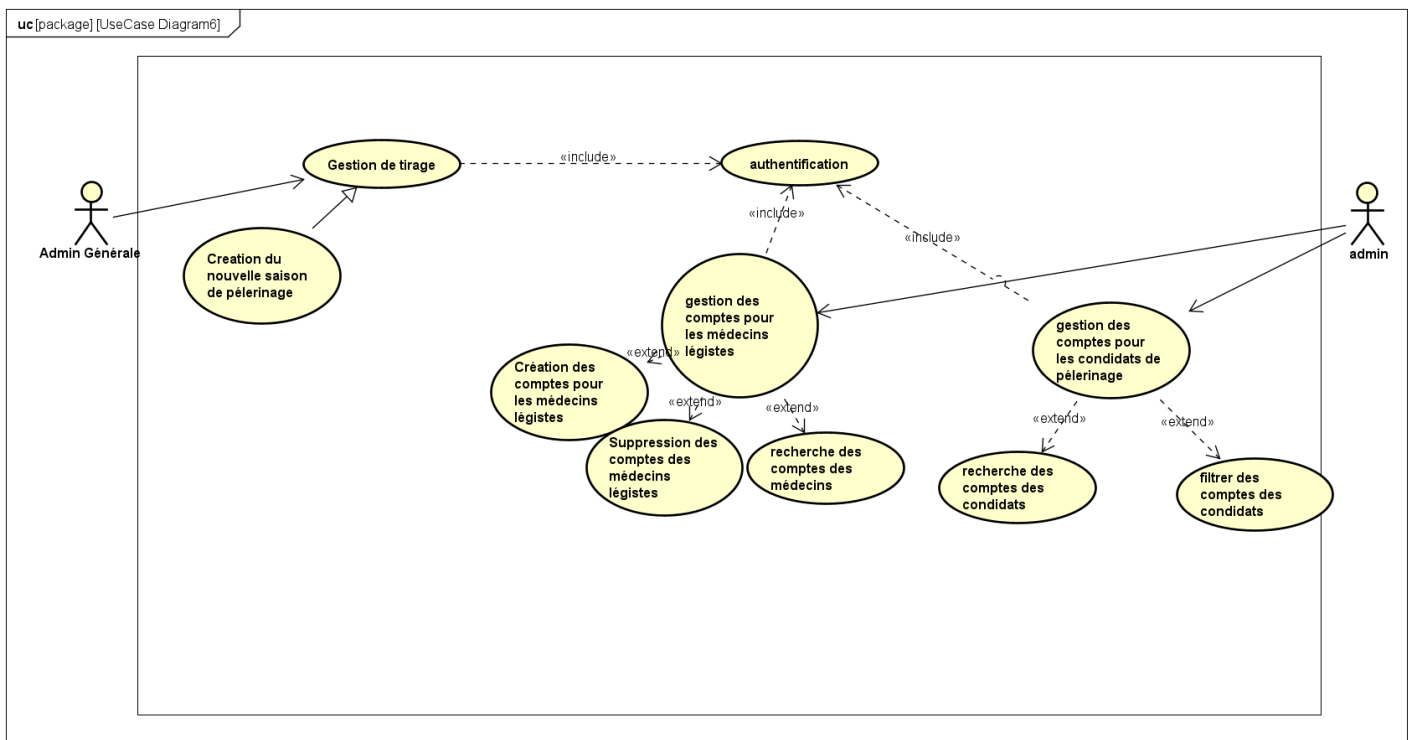 uc [package] [UseCase Diagram6]
Gestion de tirage
«include»
authentification
Admin Générale
Creation du
nouvelle saison
de pélerinage
«include»
«include»
admin
gestion des
comptes pour
les médecins
légistes
gestion des
comptes pour
les condidats de
pélerinage
«extend»
Création des
comptes pour
les médecins
légistes
«extend»
«extend»
«extend»
«extend»
Suppression des
comptes des
médecins
légistes
recherche des
comptes des
médecins
recherche des
comptes des
condidats
filtrer des
comptes des
condidats